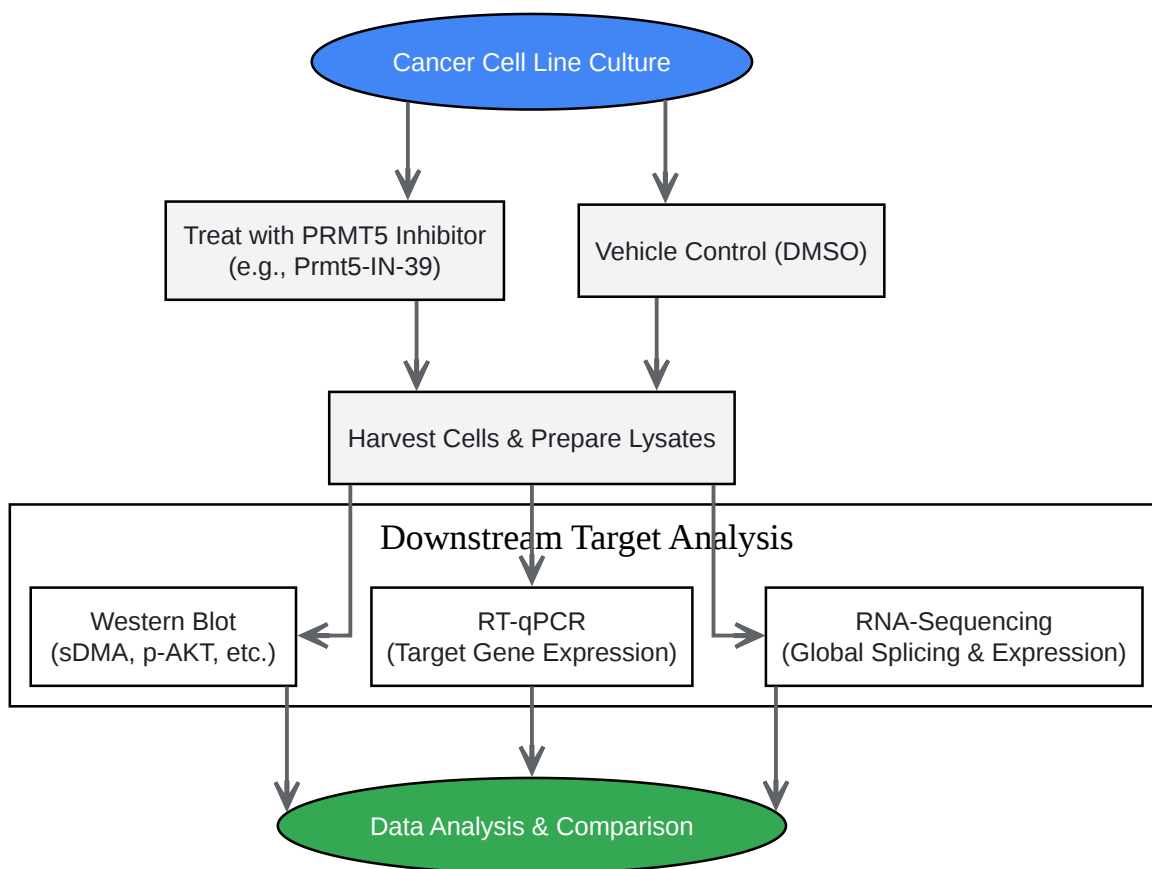 Cancer Cell Line Culture
Treat with PRMT5 Inhibitor
(e.g., Prmt5-IN-39)
Vehicle Control (DMSO)
Harvest Cells & Prepare Lysates
Downstream Target Analysis
Western Blot
(sDMA, p-AKT, etc.)
RT-qPCR
(Target Gene Expression)
RNA-Sequencing
(Global Splicing & Expression)
Data Analysis & Comparison